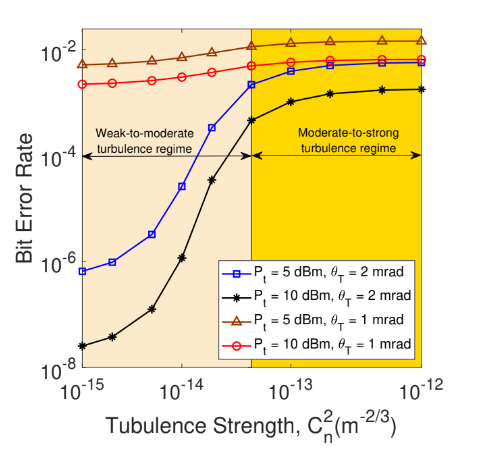 10^-2
10^-4
10^-6
10^-8
Bit Error Rate
Weak-to-moderate
turbulence regime
Moderate-to-strong
turbulence regime
P_t = 5 dBm, θ_T = 2 mrad
P_t = 10 dBm, θ_T = 2 mrad
P_t = 5 dBm, θ_T = 1 mrad
P_t = 10 dBm, θ_T = 1 mrad
10^-15
10^-14
10^-13
10^-12
Turbulence Strength, C_n^2(m^-2/3)